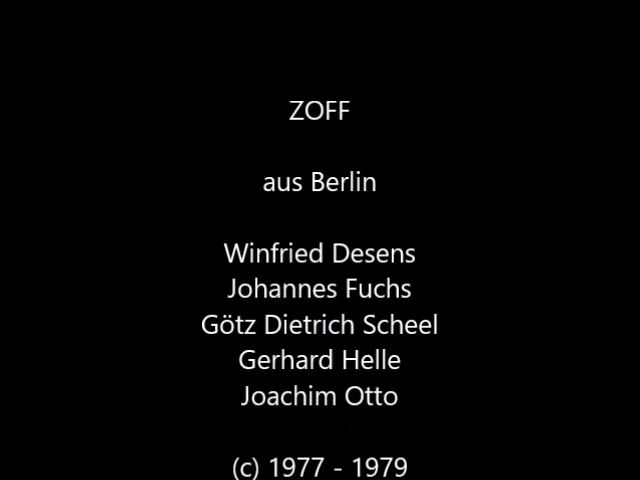 ZOFF
aus Berlin
Winfried Desens
Johannes Fuchs
Götz Dietrich Scheel
Gerhard Helle
Joachim Otto
(c) 1977 - 1979